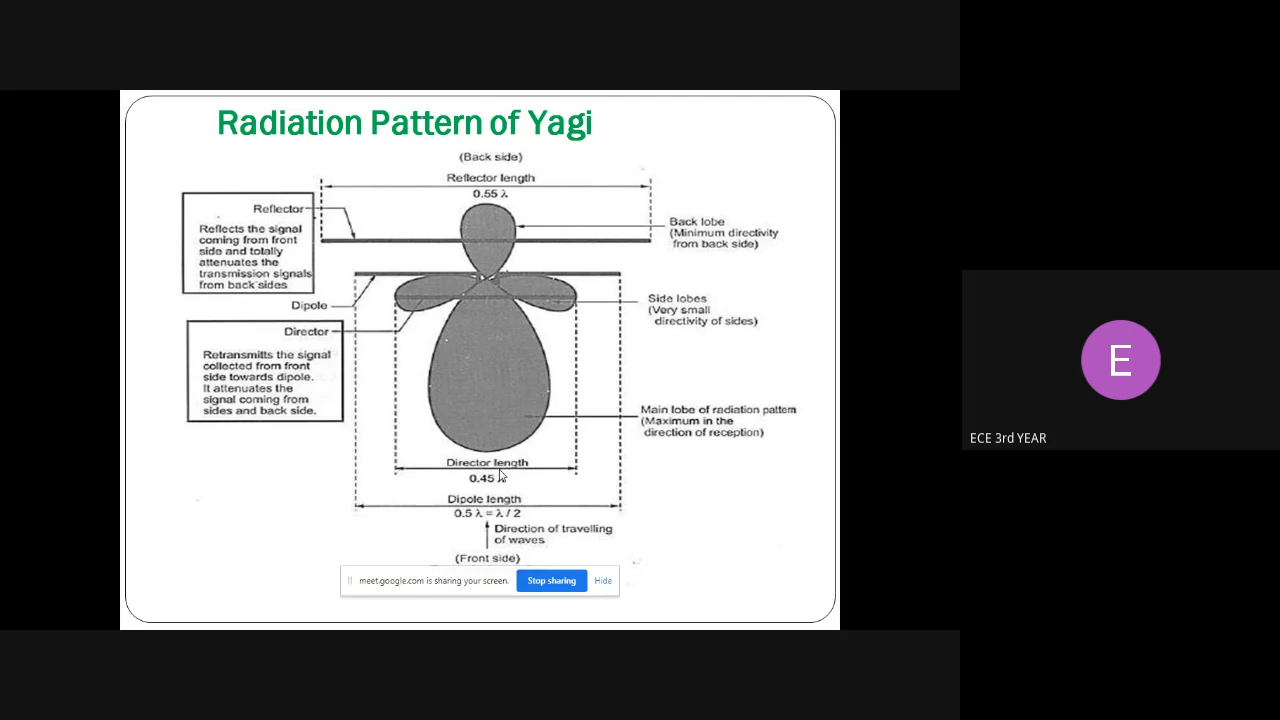 Radiation Pattern of Yagi
(Back side)
Reflector length
0.55 λ
Reflector
Reflects the signal
coming from front
side and totally
attenuates the
transmission signals
from back sides
Back lobe
(Minimum directivity
from back side)
Dipole
Side lobes
(Very small
directivity of sides)
Director
Retransmitts the signal
collected from front
side towards dipole.
It attenuates the
signal coming from
sides and back side.
Main lobe of radiation pattern
(Maximum in the
direction of reception)
Director length
0.45 λ
Dipole length
0.5 λ = λ / 2
Direction of travelling
of waves
(Front side)
meet.google.com is sharing your screen.
Stop sharing
Hide
E
ECE 3rd YEAR